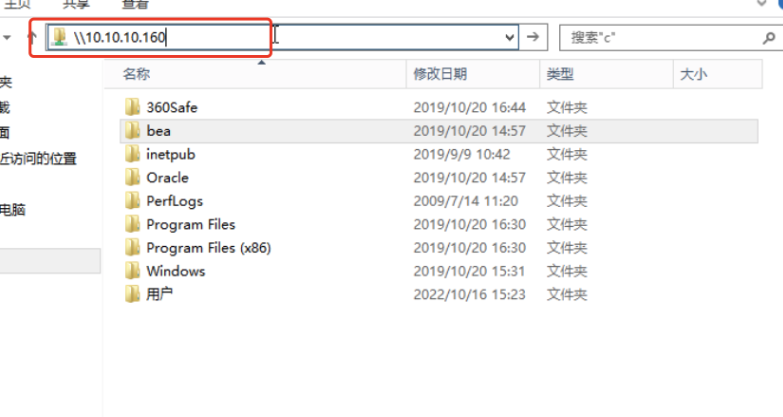 主页 共享 查看
\\10.10.10.160
搜索"c"
名称 修改日期 类型 大小
夹
载
面
近访问的位置
电脑
360Safe 2019/10/20 16:44 文件夹
bea 2019/10/20 14:57 文件夹
inetpub 2019/9/9 10:42 文件夹
Oracle 2019/10/20 14:57 文件夹
PerfLogs 2009/7/14 11:20 文件夹
Program Files 2019/10/20 16:30 文件夹
Program Files (x86) 2019/10/20 16:30 文件夹
Windows 2019/10/20 15:31 文件夹
用户 2022/10/16 15:23 文件夹